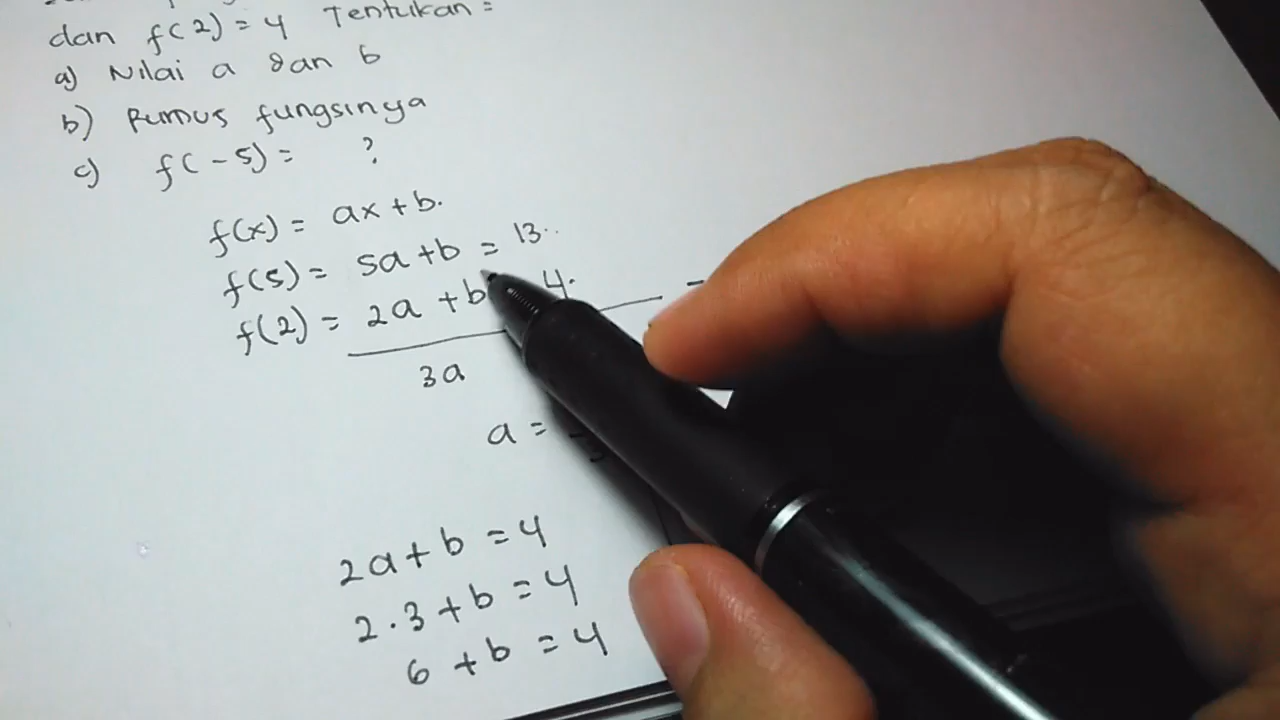 dan f(2) = 4 Tentukan =
a) Nilai a dan b
b) Rumus fungsinya
c) f(-5) = ?
f(x) = ax + b.
f(5) = 5a + b = 13..
f(2) = 2a + b 4.
3a
a =
2a + b = 4
2 . 3 + b = 4
6 + b = 4